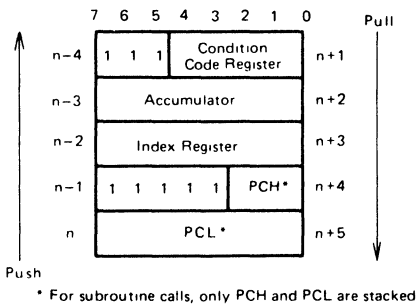 7 6 5 4 3 2 1 0
Pull
n-4 1 1 1 Condition Code Register n+1
n-3 Accumulator n+2
n-2 Index Register n+3
n-1 1 1 1 1 1 PCH* n+4
n PCL* n+5
Push
* For subroutine calls, only PCH and PCL are stacked